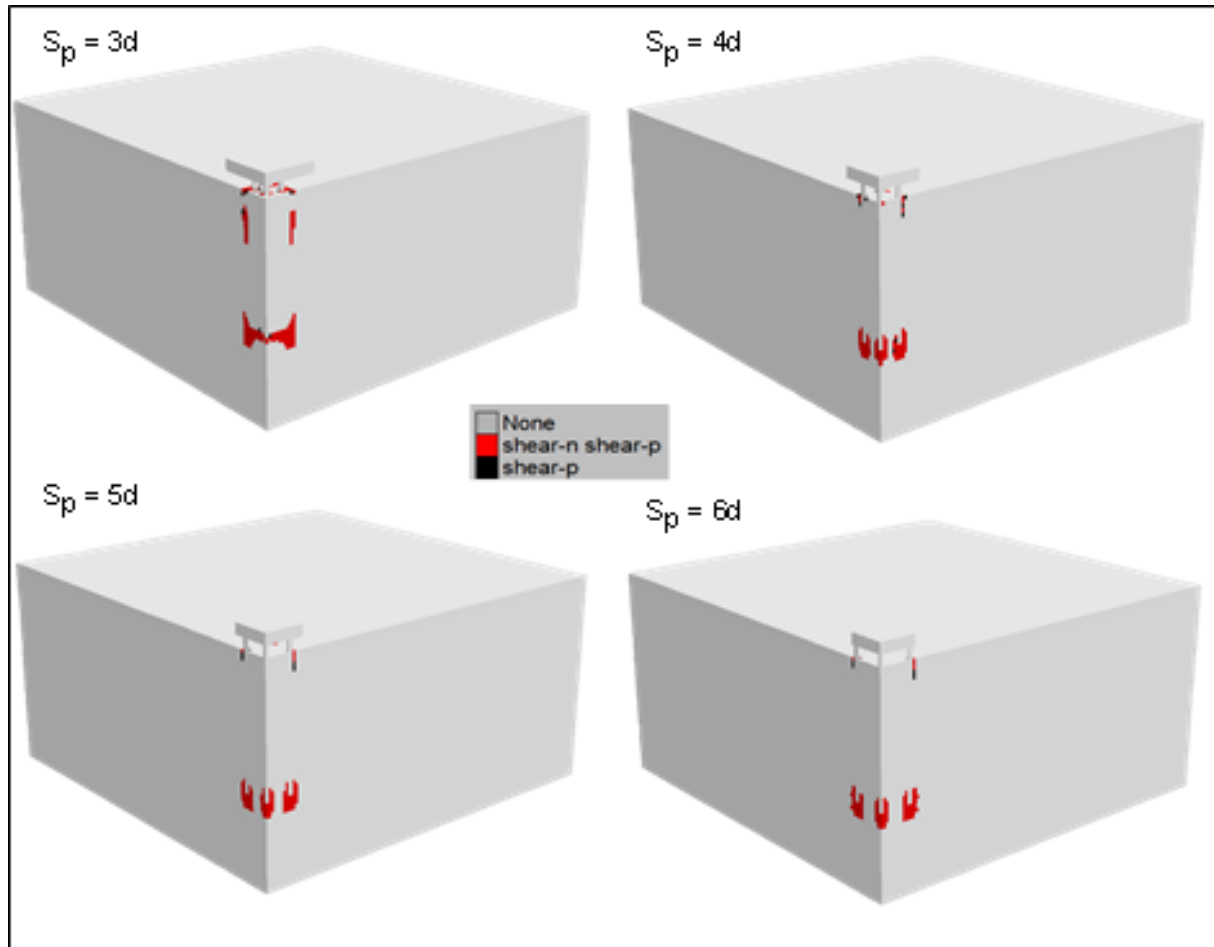 Sp = 3d
Sp = 4d
None
shear-n shear-p
shear-p
Sp = 5d
Sp = 6d